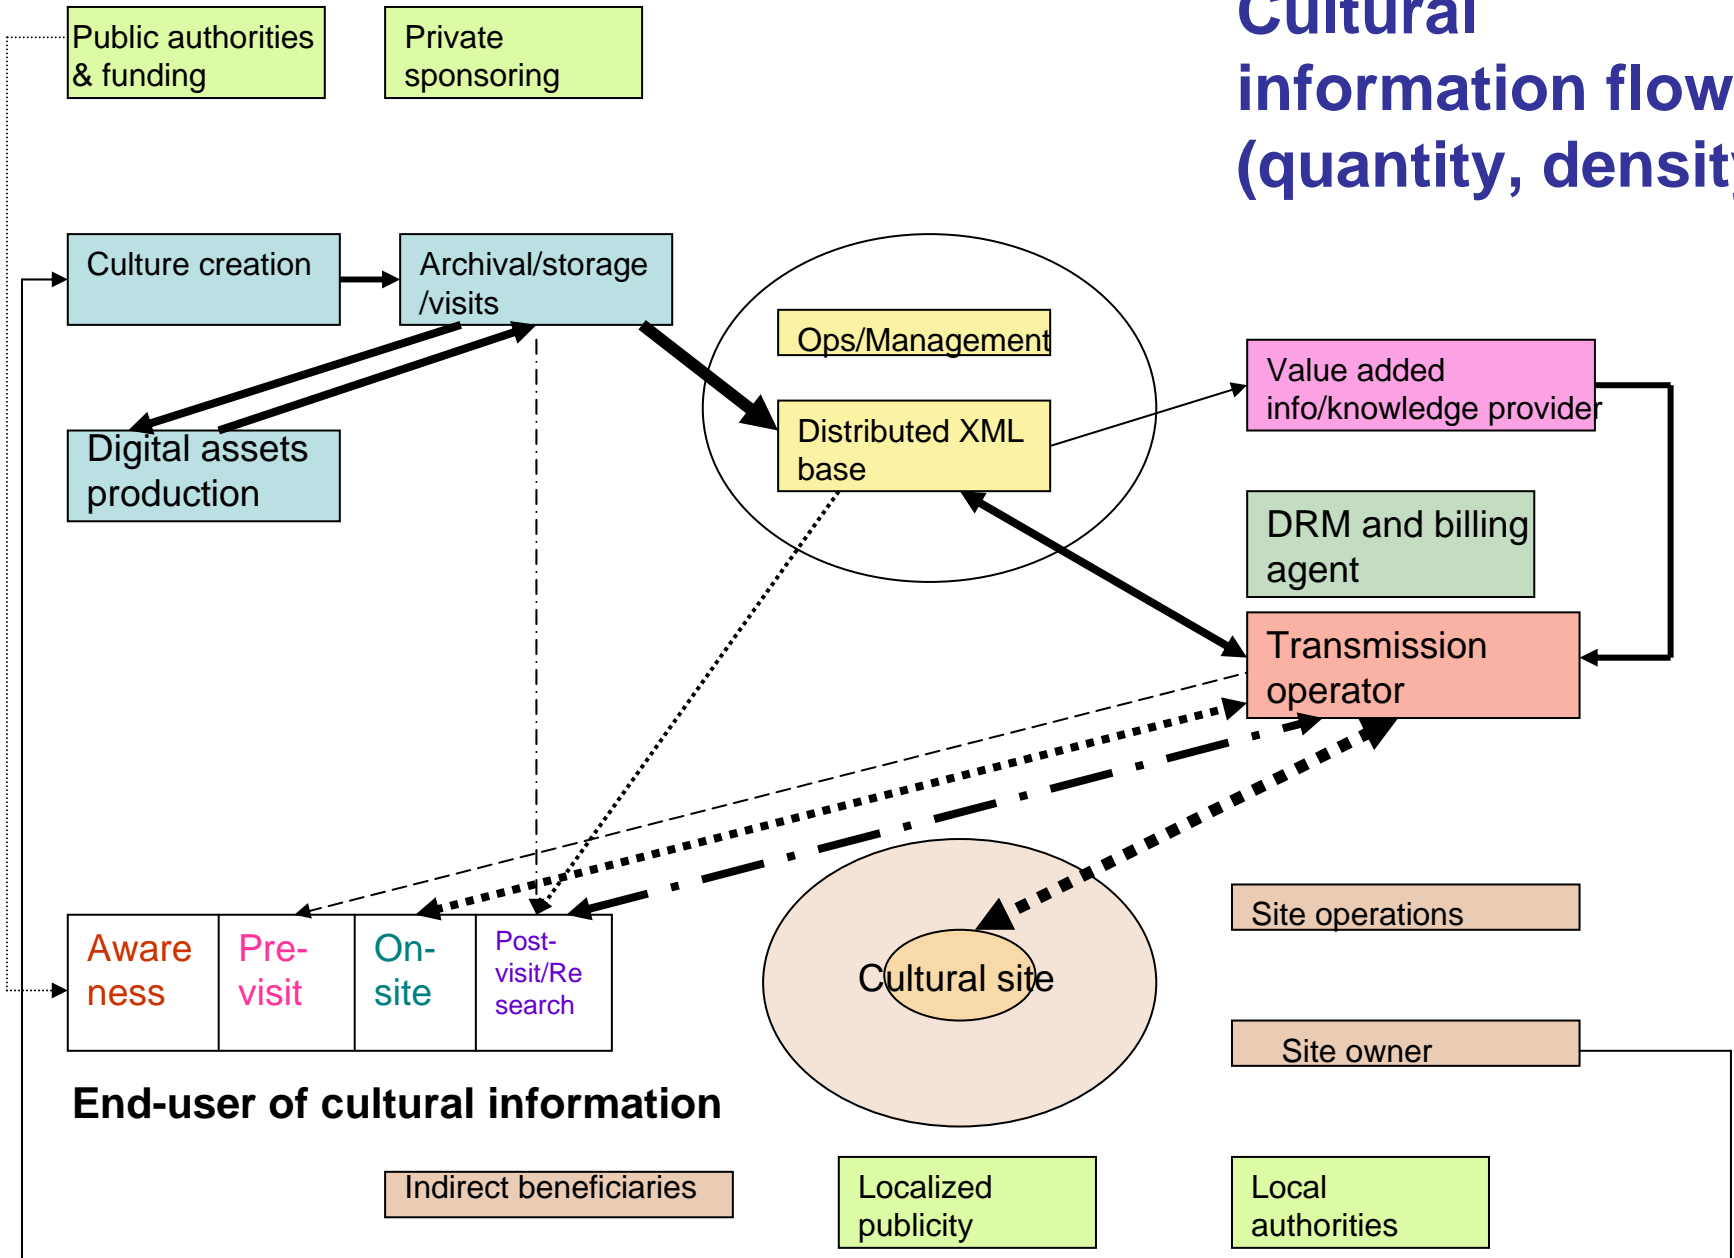 Cultural
information flow
(quantity, density
Public authorities
& funding
Private
sponsoring
Culture creation
Archival/storage
/visits
Ops/Management
Distributed XML
base
Value added
info/knowledge provider
Digital assets
production
DRM and billing
agent
Transmission
operator
Aware
ness
Pre-
visit
On-
site
Post-
visit/Re
search
Cultural site
Site operations
Site owner
End-user of cultural information
Indirect beneficiaries
Localized
publicity
Local
authorities